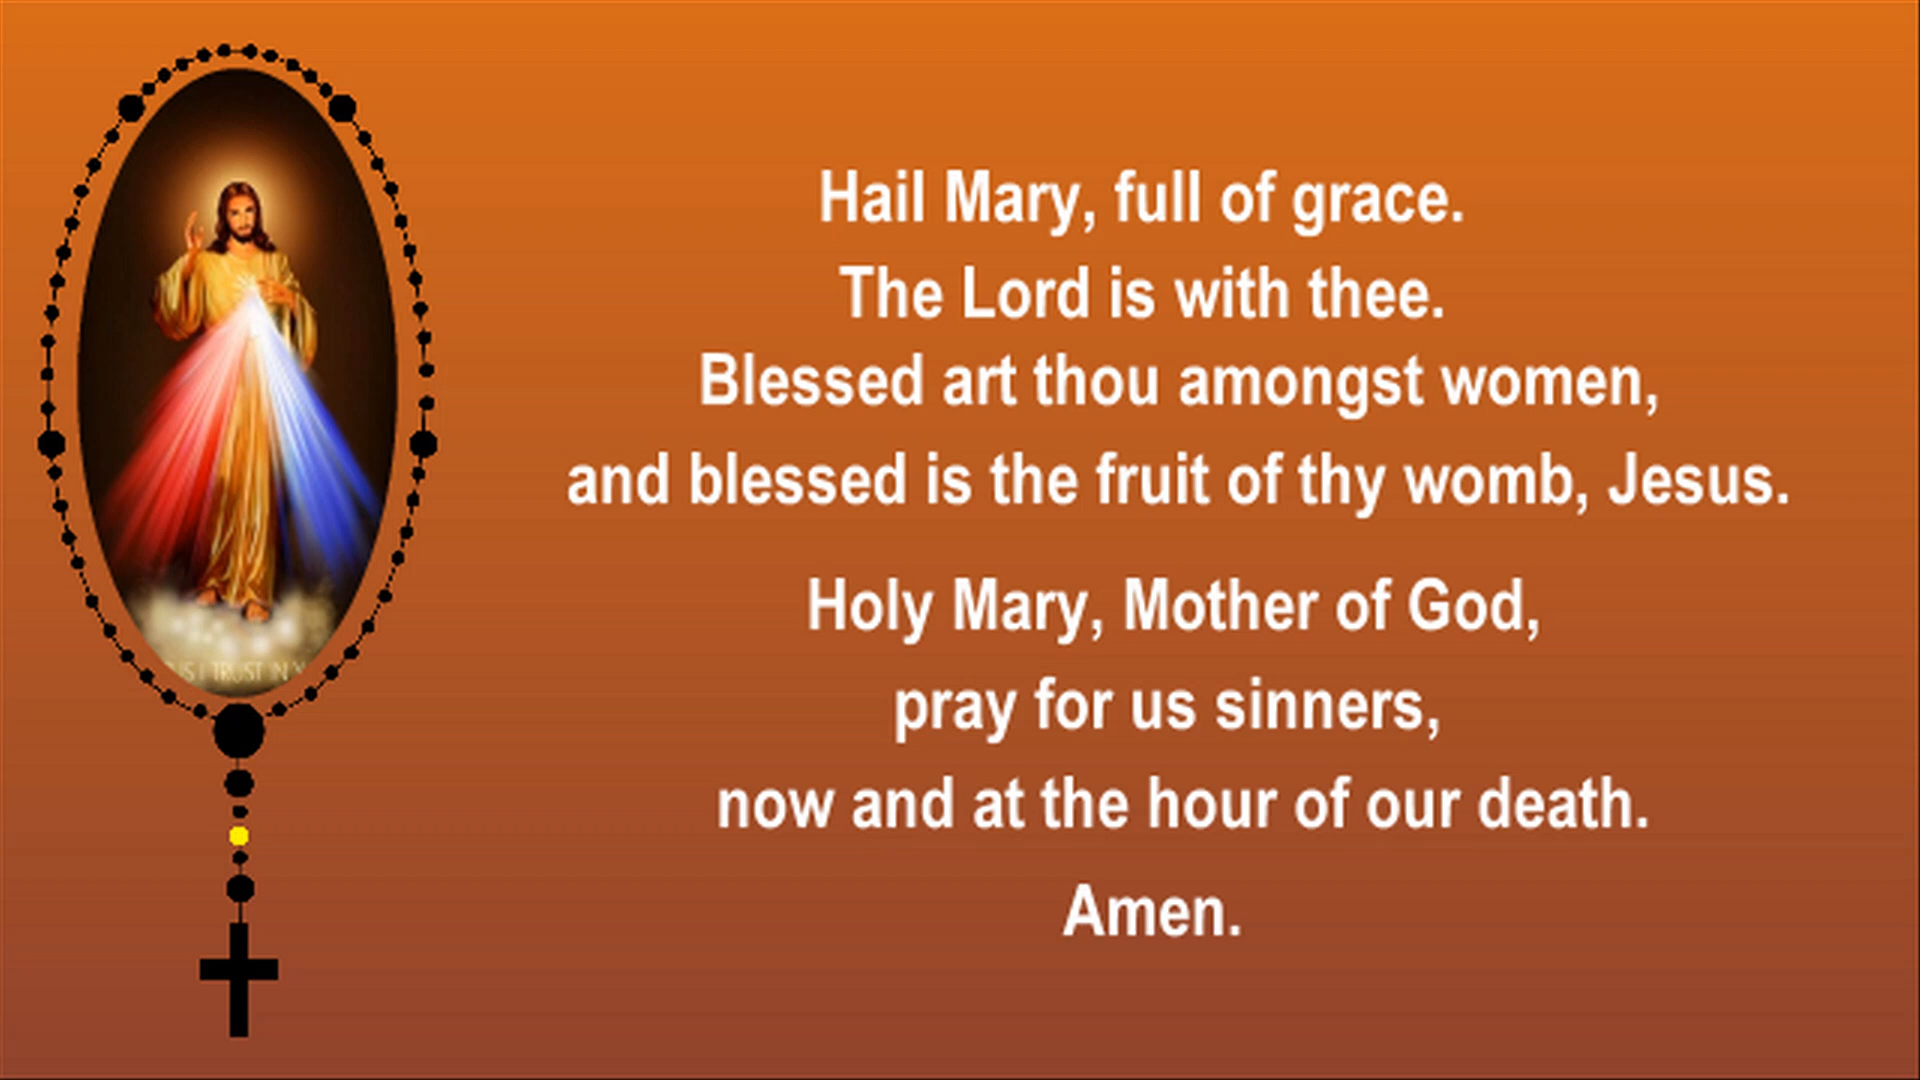 Hail Mary, full of grace.
The Lord is with thee.
Blessed art thou amongst women,
and blessed is the fruit of thy womb, Jesus.
Holy Mary, Mother of God,
pray for us sinners,
now and at the hour of our death.
Amen.
I TRUST IN